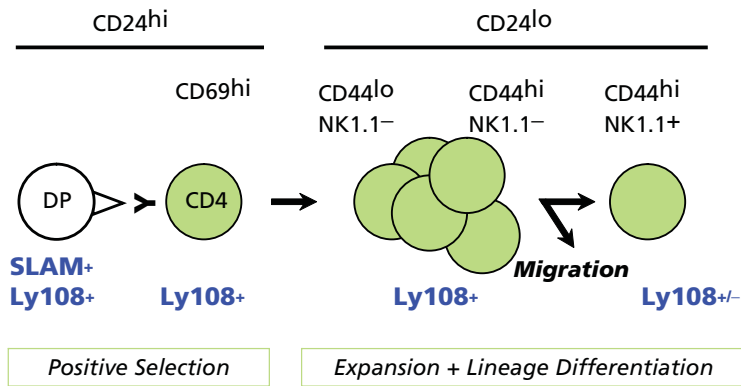 CD24hi CD24lo
CD69hi CD44lo CD44hi CD44hi
NK1.1– NK1.1– NK1.1+
DP CD4
Migration
SLAM+
Ly108+ Ly108+ Ly108+ Ly108+/–
Positive Selection Expansion + Lineage Differentiation